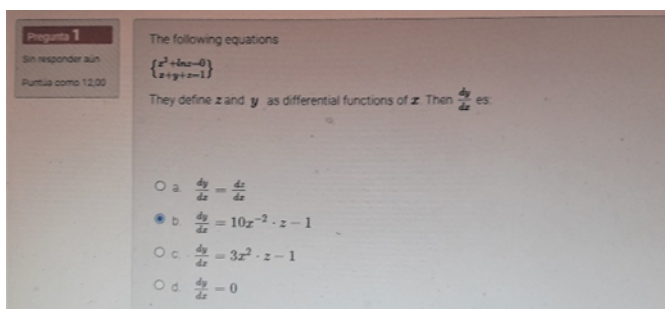 Pregunta 1
Sin responder aún
Puntúa como 12,00
The following equations
{x³+lnz=0
x+y+z=1}
They define z and y as differential functions of x. Then dy/dx es:
a. dy/dx = dz/dx
b. dy/dx = 10x⁻² · z − 1
c. dy/dx = 3x² · z − 1
d. dy/dx = 0